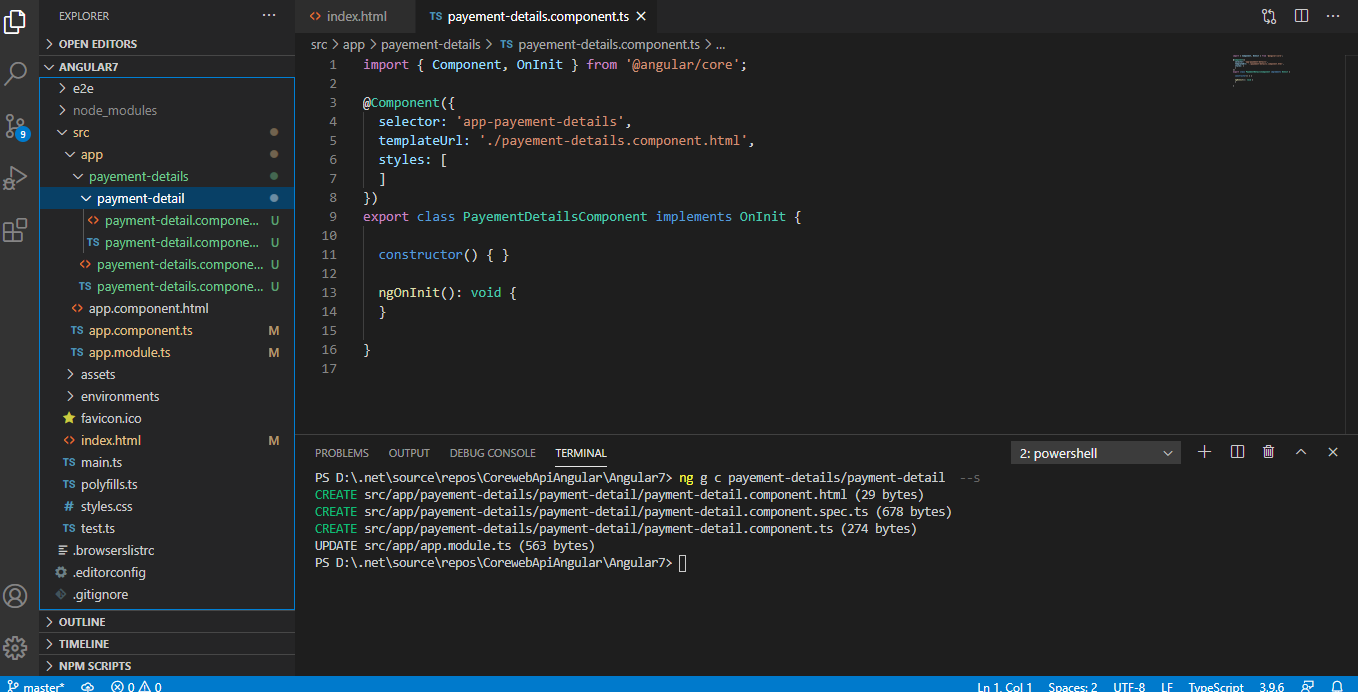 EXPLORER
···
index.html
TS payement-details.component.ts
···
OPEN EDITORS
ANGULAR7
e2e
node_modules
src
app
payement-details
payment-detail
payment-detail.compone... U
TS payment-detail.compone... U
payement-details.compone... U
TS payement-details.compone... U
app.component.html
TS app.component.ts M
TS app.module.ts M
assets
environments
favicon.ico
index.html M
TS main.ts
TS polyfills.ts
# styles.css
TS test.ts
.browserslistrc
.editorconfig
.gitignore
OUTLINE
TIMELINE
NPM SCRIPTS
9
src > app > payement-details > TS payement-details.component.ts > ...
1 import { Component, OnInit } from '@angular/core';
2
3 @Component({
4 selector: 'app-payement-details',
5 templateUrl: './payement-details.component.html',
6 styles: [
7 ]
8 })
9 export class PayementDetailsComponent implements OnInit {
10
11 constructor() { }
12
13 ngOnInit(): void {
14 }
15
16 }
17
PROBLEMS OUTPUT DEBUG CONSOLE TERMINAL
2: powershell
PS D:\.net\source\repos\CorewebApiAngular\Angular7> ng g c payement-details/payment-detail --s
CREATE src/app/payement-details/payment-detail/payment-detail.component.html (29 bytes)
CREATE src/app/payement-details/payment-detail/payment-detail.component.spec.ts (678 bytes)
CREATE src/app/payement-details/payment-detail/payment-detail.component.ts (274 bytes)
UPDATE src/app/app.module.ts (563 bytes)
PS D:\.net\source\repos\CorewebApiAngular\Angular7>
master* 0 0 Ln 1, Col 1 Spaces: 2 UTF-8 LF TypeScript 3.9.6